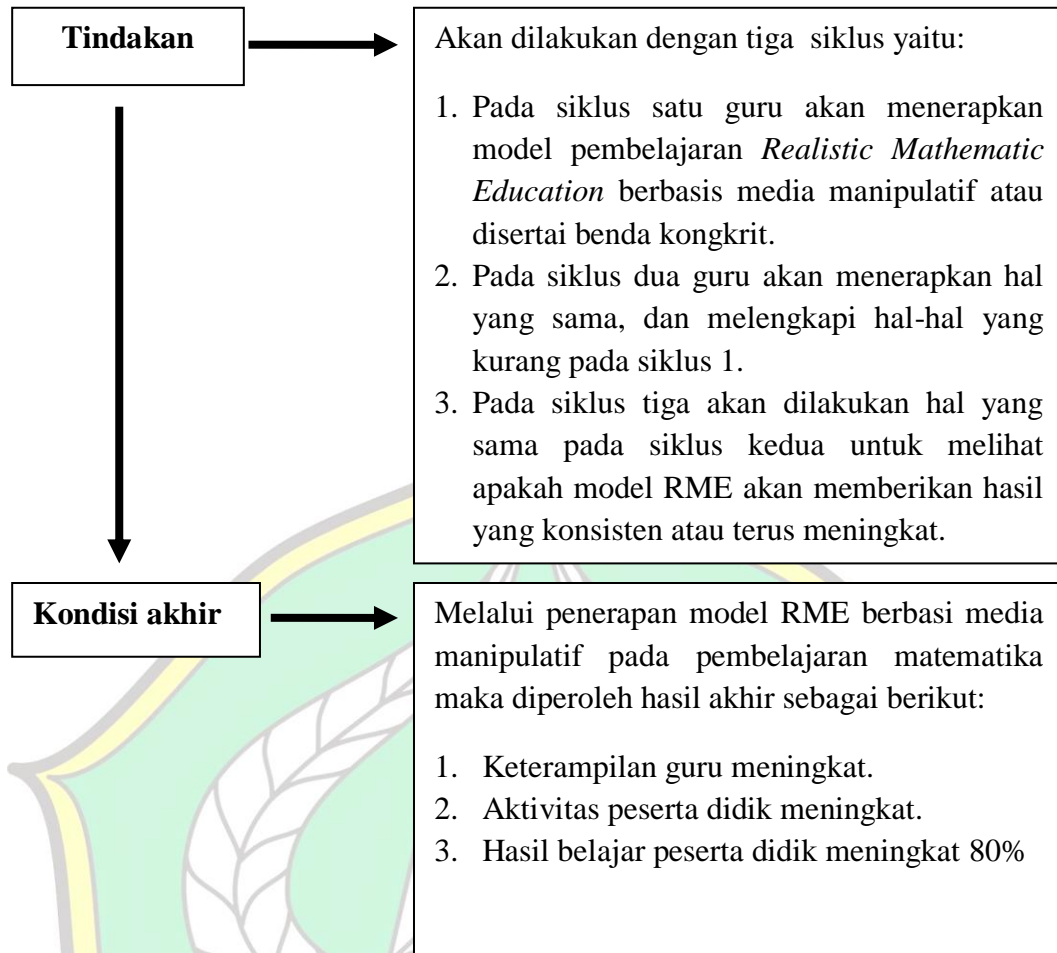 Tindakan
Akan dilakukan dengan tiga siklus yaitu:
1. Pada siklus satu guru akan menerapkan
model pembelajaran Realistic Mathematic
Education berbasis media manipulatif atau
disertai benda kongkrit.
2. Pada siklus dua guru akan menerapkan hal
yang sama, dan melengkapi hal-hal yang
kurang pada siklus 1.
3. Pada siklus tiga akan dilakukan hal yang
sama pada siklus kedua untuk melihat
apakah model RME akan memberikan hasil
yang konsisten atau terus meningkat.
Kondisi akhir
Melalui penerapan model RME berbasi media
manipulatif pada pembelajaran matematika
maka diperoleh hasil akhir sebagai berikut:
1. Keterampilan guru meningkat.
2. Aktivitas peserta didik meningkat.
3. Hasil belajar peserta didik meningkat 80%